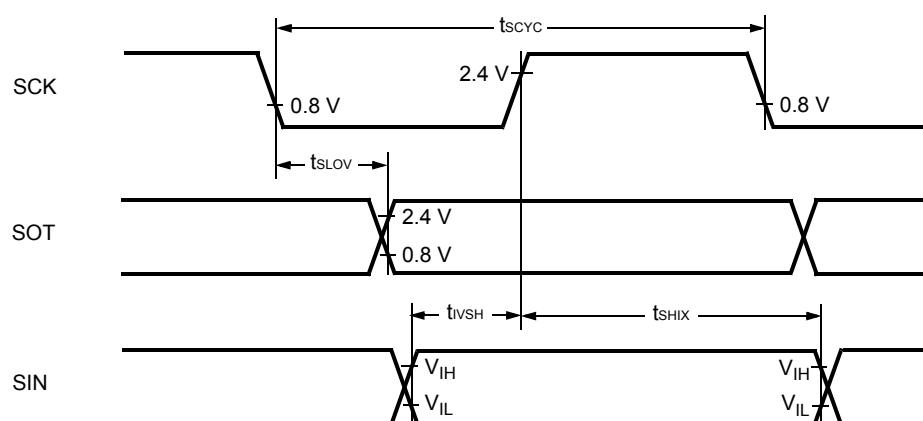 tSCYC
SCK
2.4 V
0.8 V
0.8 V
tSLOV
SOT
2.4 V
0.8 V
tIVSH
tSHIX
SIN
VIH
VIH
VIL
VIL